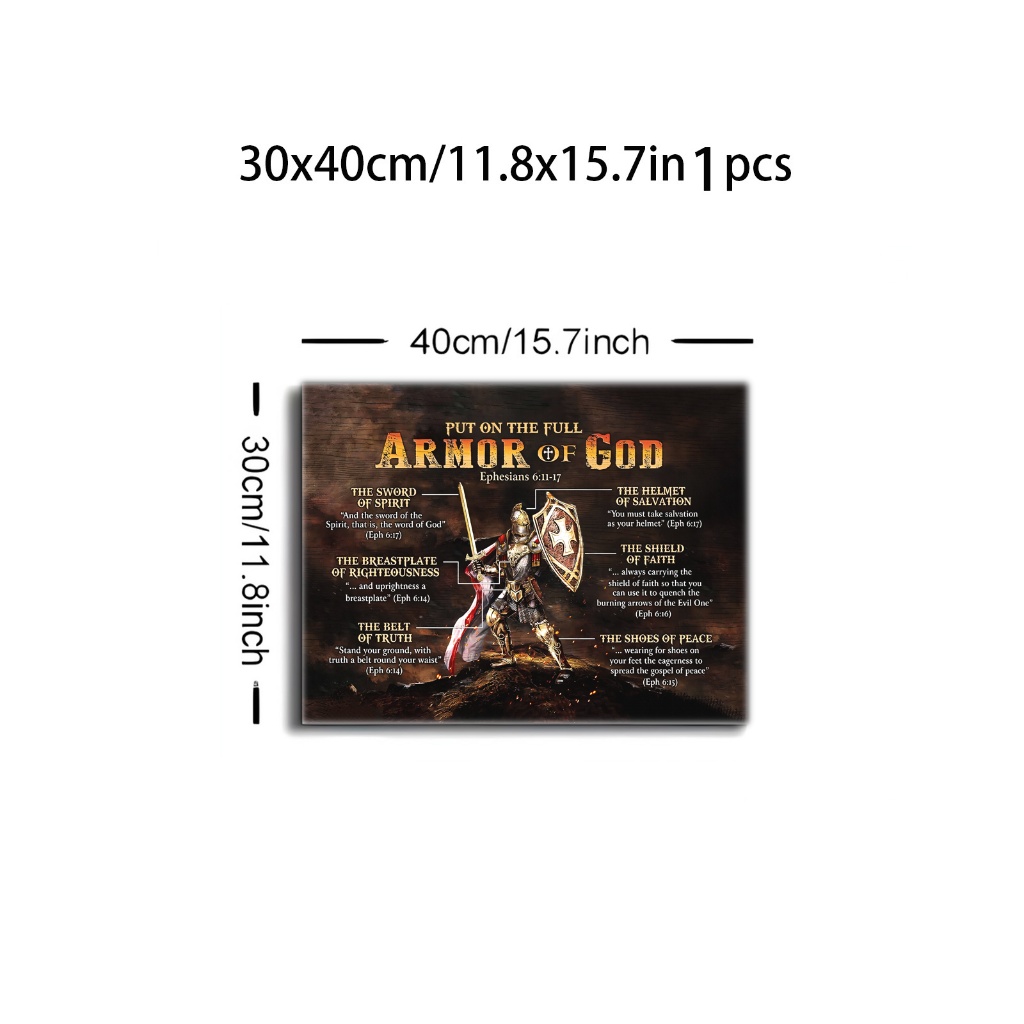 30x40cm/11.8x15.7in 1pcs
40cm/15.7inch
30cm/11.8inch
PUT ON THE FULL
ARMOR OF GOD
Ephesians 6:11-17
THE SWORD
OF SPIRIT
"And the sword of the
Spirit, that is, the word of God"
(Eph 6:17)
THE BREASTPLATE
OF RIGHTEOUSNESS
"... and uprightness a
breastplate" (Eph 6:14)
THE BELT
OF TRUTH
"Stand your ground, with
truth a belt round your waist"
(Eph 6:14)
THE HELMET
OF SALVATION
"You must take salvation
as your helmet" (Eph 6:17)
THE SHIELD
OF FAITH
"... always carrying the
shield of faith so that you
can use it to quench the
burning arrows of the Evil One"
(Eph 6:16)
THE SHOES OF PEACE
"... wearing for shoes on
your feet the eagerness to
spread the gospel of peace"
(Eph 6:15)